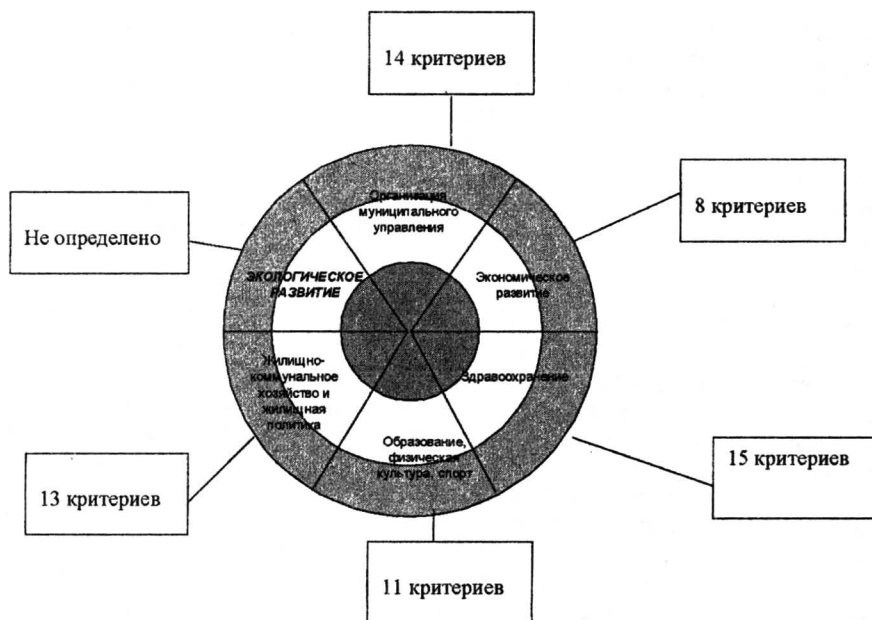 14 критериев
8 критериев
Не определено
Организация
муниципального
управления
ЭКОЛОГИЧЕСКОЕ
РАЗВИТИЕ
Экономическое
развитие
Жилищно-
коммунальное
хозяйство и
жилищная
политика
Здравоохранение
Образование,
физическая
культура, спорт
13 критериев
15 критериев
11 критериев